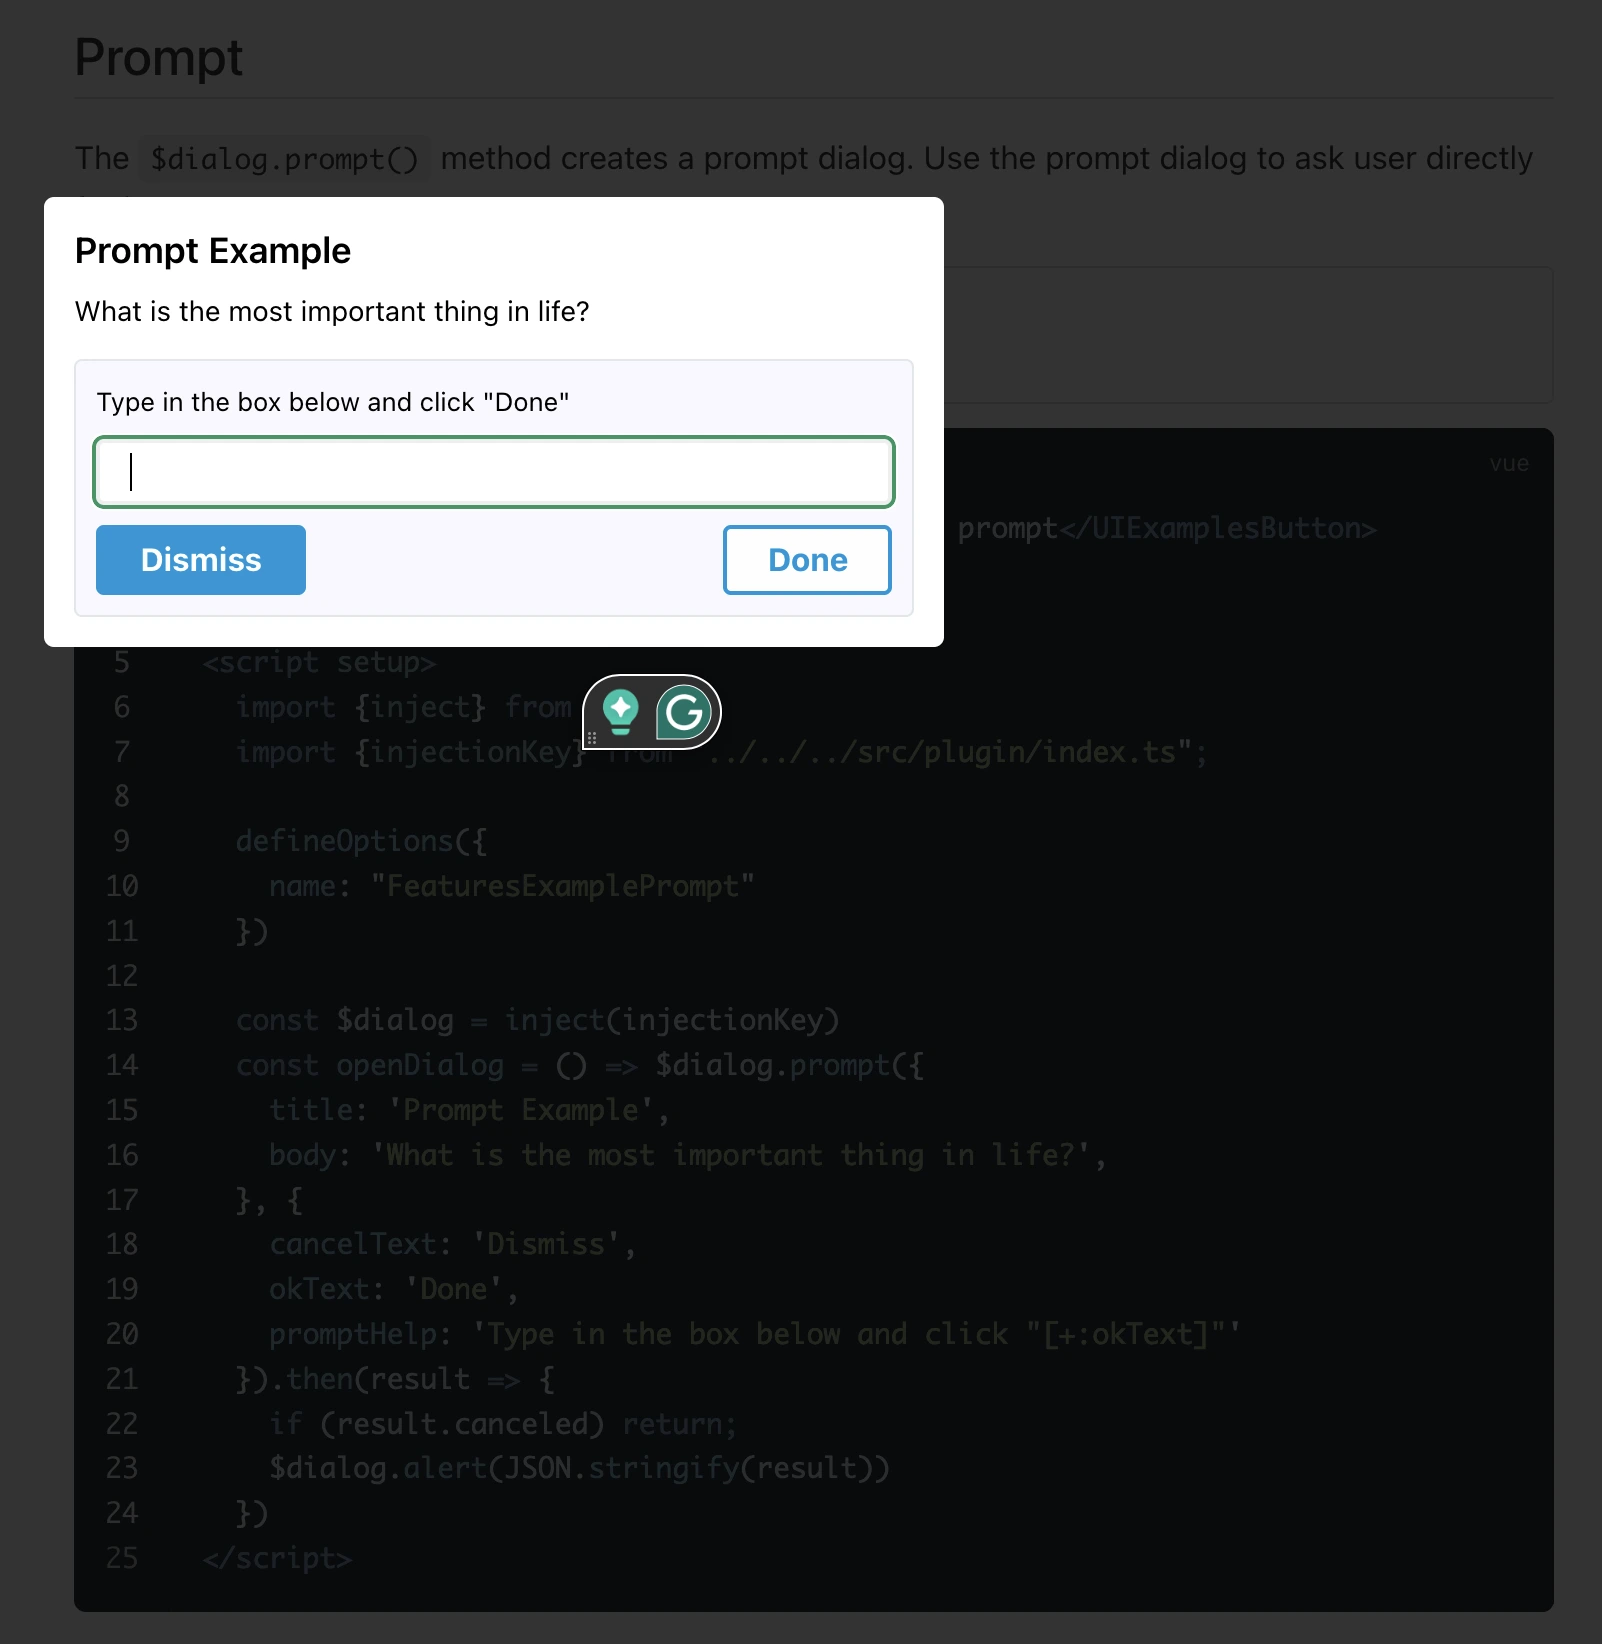 Prompt
The $dialog.prompt() method creates a prompt dialog. Use the prompt dialog to ask user directly
Prompt Example
What is the most important thing in life?
Type in the box below and click "Done"
Dismiss
Done
vue
prompt</UIExamplesButton>
5 <script setup>
6 import {inject} from
7 import {injectionKey} from "../../../src/plugin/index.ts";
8
9 defineOptions({
10 name: "FeaturesExamplePrompt"
11 })
12
13 const $dialog = inject(injectionKey)
14 const openDialog = () => $dialog.prompt({
15 title: 'Prompt Example',
16 body: 'What is the most important thing in life?',
17 }, {
18 cancelText: 'Dismiss',
19 okText: 'Done',
20 promptHelp: 'Type in the box below and click "[+:okText]"'
21 }).then(result => {
22 if (result.canceled) return;
23 $dialog.alert(JSON.stringify(result))
24 })
25 </script>